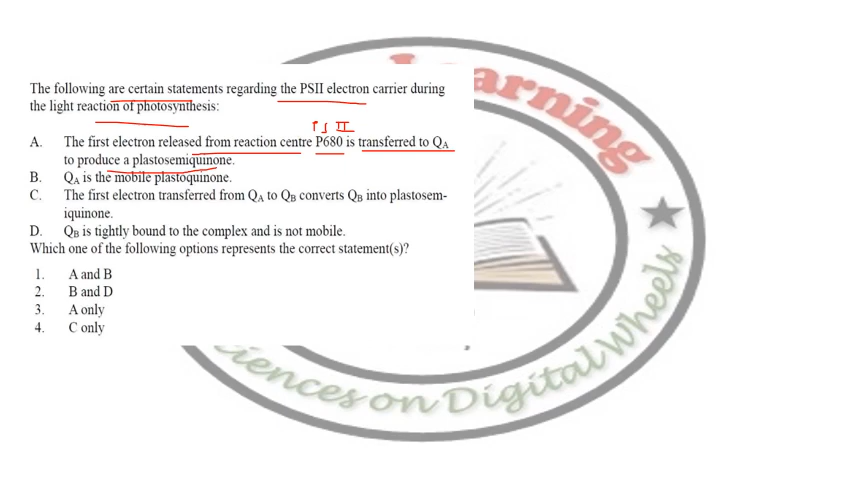 The following are certain statements regarding the PSII electron carrier during
the light reaction of photosynthesis:
PS II
A. The first electron released from reaction centre P680 is transferred to QA
to produce a plastosemiquinone.
B. QA is the mobile plastoquinone.
C. The first electron transferred from QA to QB converts QB into plastosem-
iquinone.
D. QB is tightly bound to the complex and is not mobile.
Which one of the following options represents the correct statement(s)?
1. A and B
2. B and D
3. A only
4. C only
earning
ciences on Digital Wheels